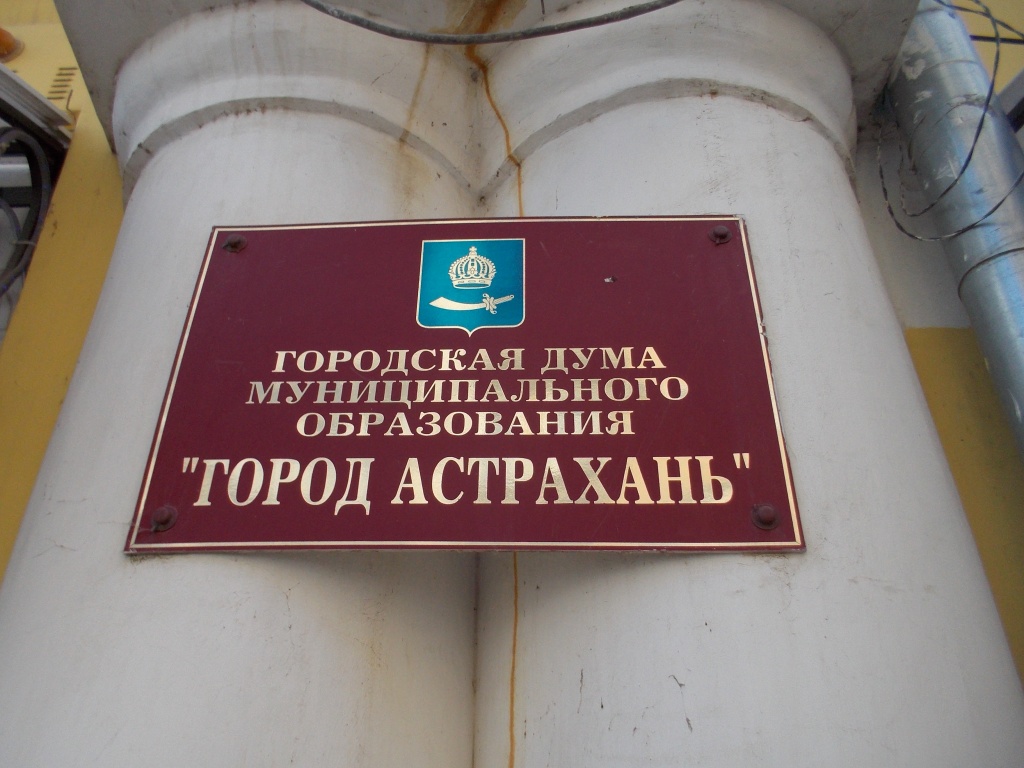 ГОРОДСКАЯ ДУМА
МУНИЦИПАЛЬНОГО
ОБРАЗОВАНИЯ
"ГОРОД АСТРАХАНЬ"